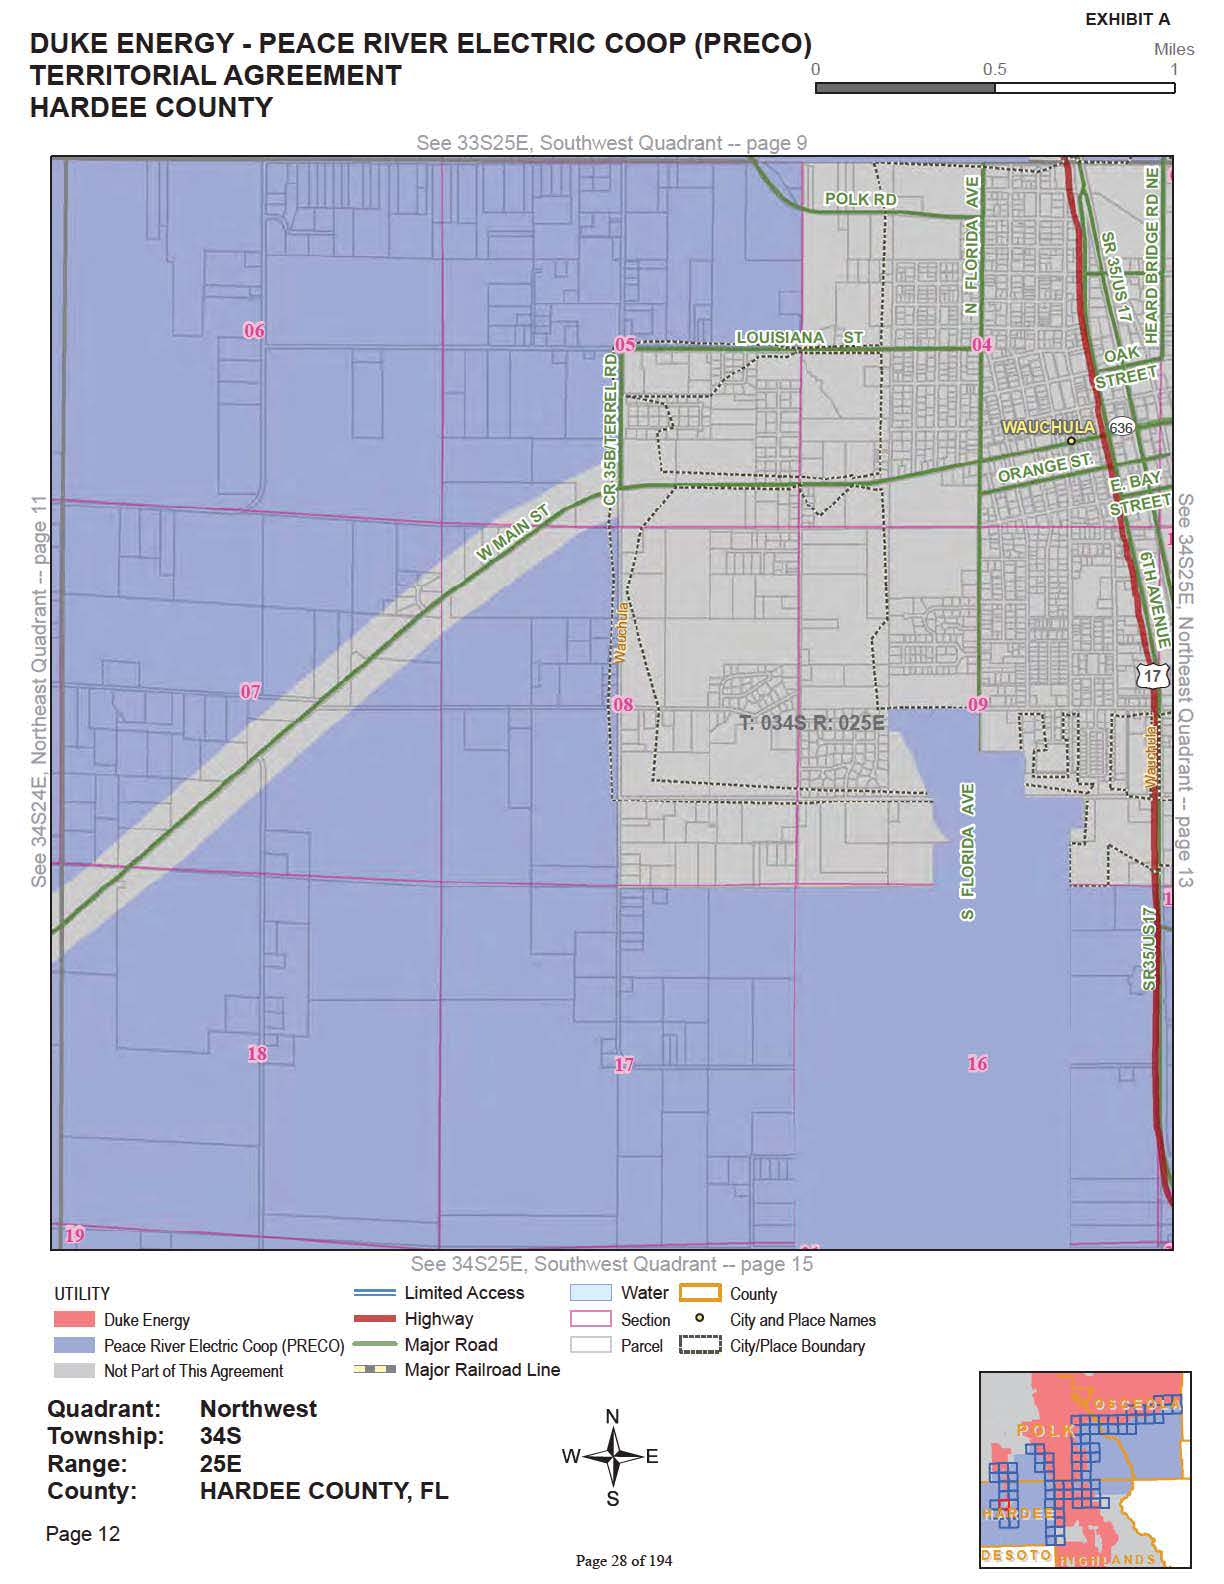 EXHIBIT A
DUKE ENERGY - PEACE RIVER ELECTRIC COOP (PRECO)
TERRITORIAL AGREEMENT
HARDEE COUNTY
Miles
0 0.5 1
See 33S25E, Southwest Quadrant -- page 9
POLK RD
N FLORIDA AVE
SR 35/US 17
HEARD BRIDGE RD NE
06
05
LOUISIANA ST
04
OAK
STREET
CR 35B/TERREL RD
WAUCHULA
636
ORANGE ST.
E. BAY
STREET
W MAIN ST
See 34S24E, Northeast Quadrant -- page 11
See 34S25E, Northeast Quadrant -- page 13
6TH AVENUE
Wauchula
17
07
08
09
T: 034S R: 025E
Wauchula
S FLORIDA AVE
SR35/US17
18
17
16
19
See 34S25E, Southwest Quadrant -- page 15
UTILITY
Duke Energy
Peace River Electric Coop (PRECO)
Not Part of This Agreement
Limited Access
Highway
Major Road
Major Railroad Line
Water
Section
Parcel
County
City and Place Names
City/Place Boundary
Quadrant: Northwest
Township: 34S
Range: 25E
County: HARDEE COUNTY, FL
Page 12
N
W E
S
OSCEOLA
POLK
HARDEE
DESOTO
HIGHLANDS
Page 28 of 194